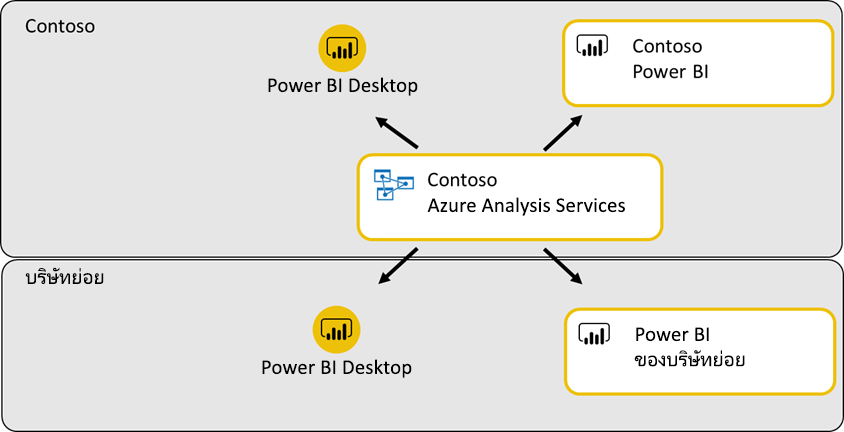 Contoso
Power BI Desktop
Contoso
Power BI
Contoso
Azure Analysis Services
บริษัทย่อย
Power BI Desktop
Power BI
ของบริษัทย่อย